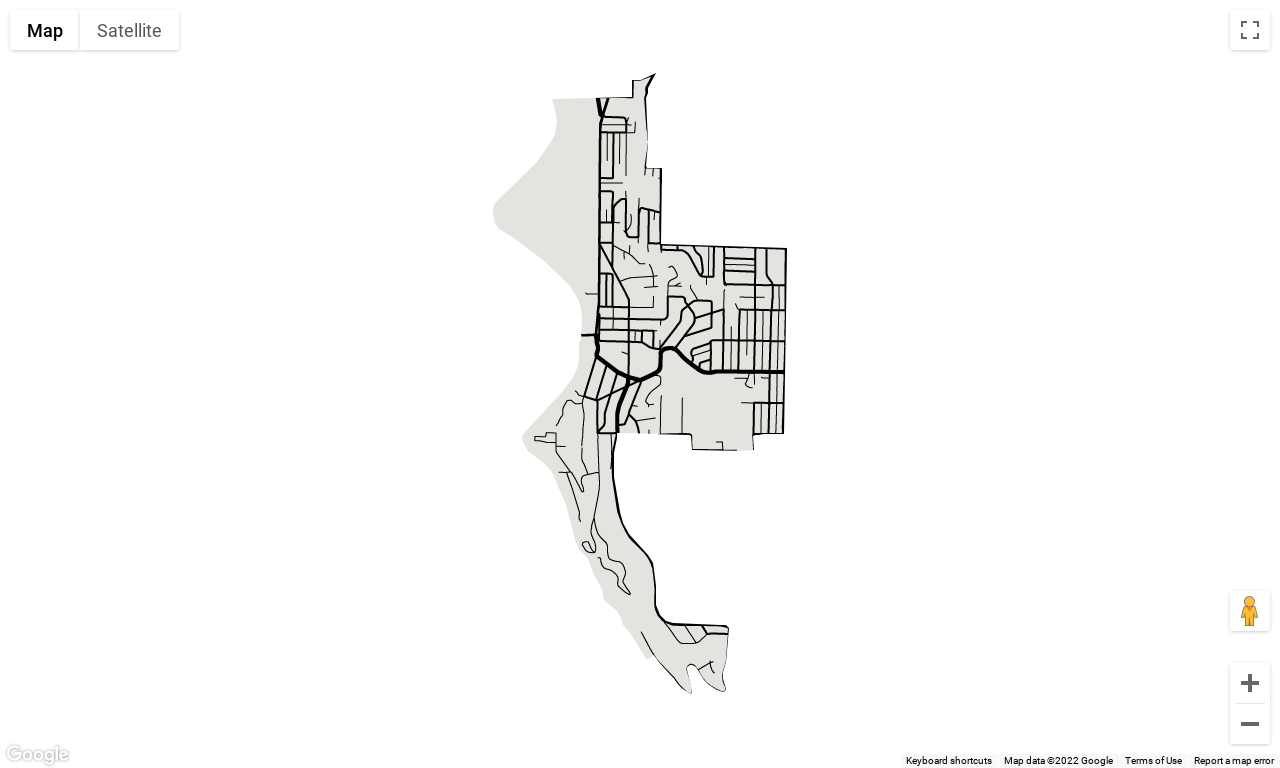 Map Satellite
Google
Keyboard shortcuts Map data ©2022 Google Terms of Use Report a map error